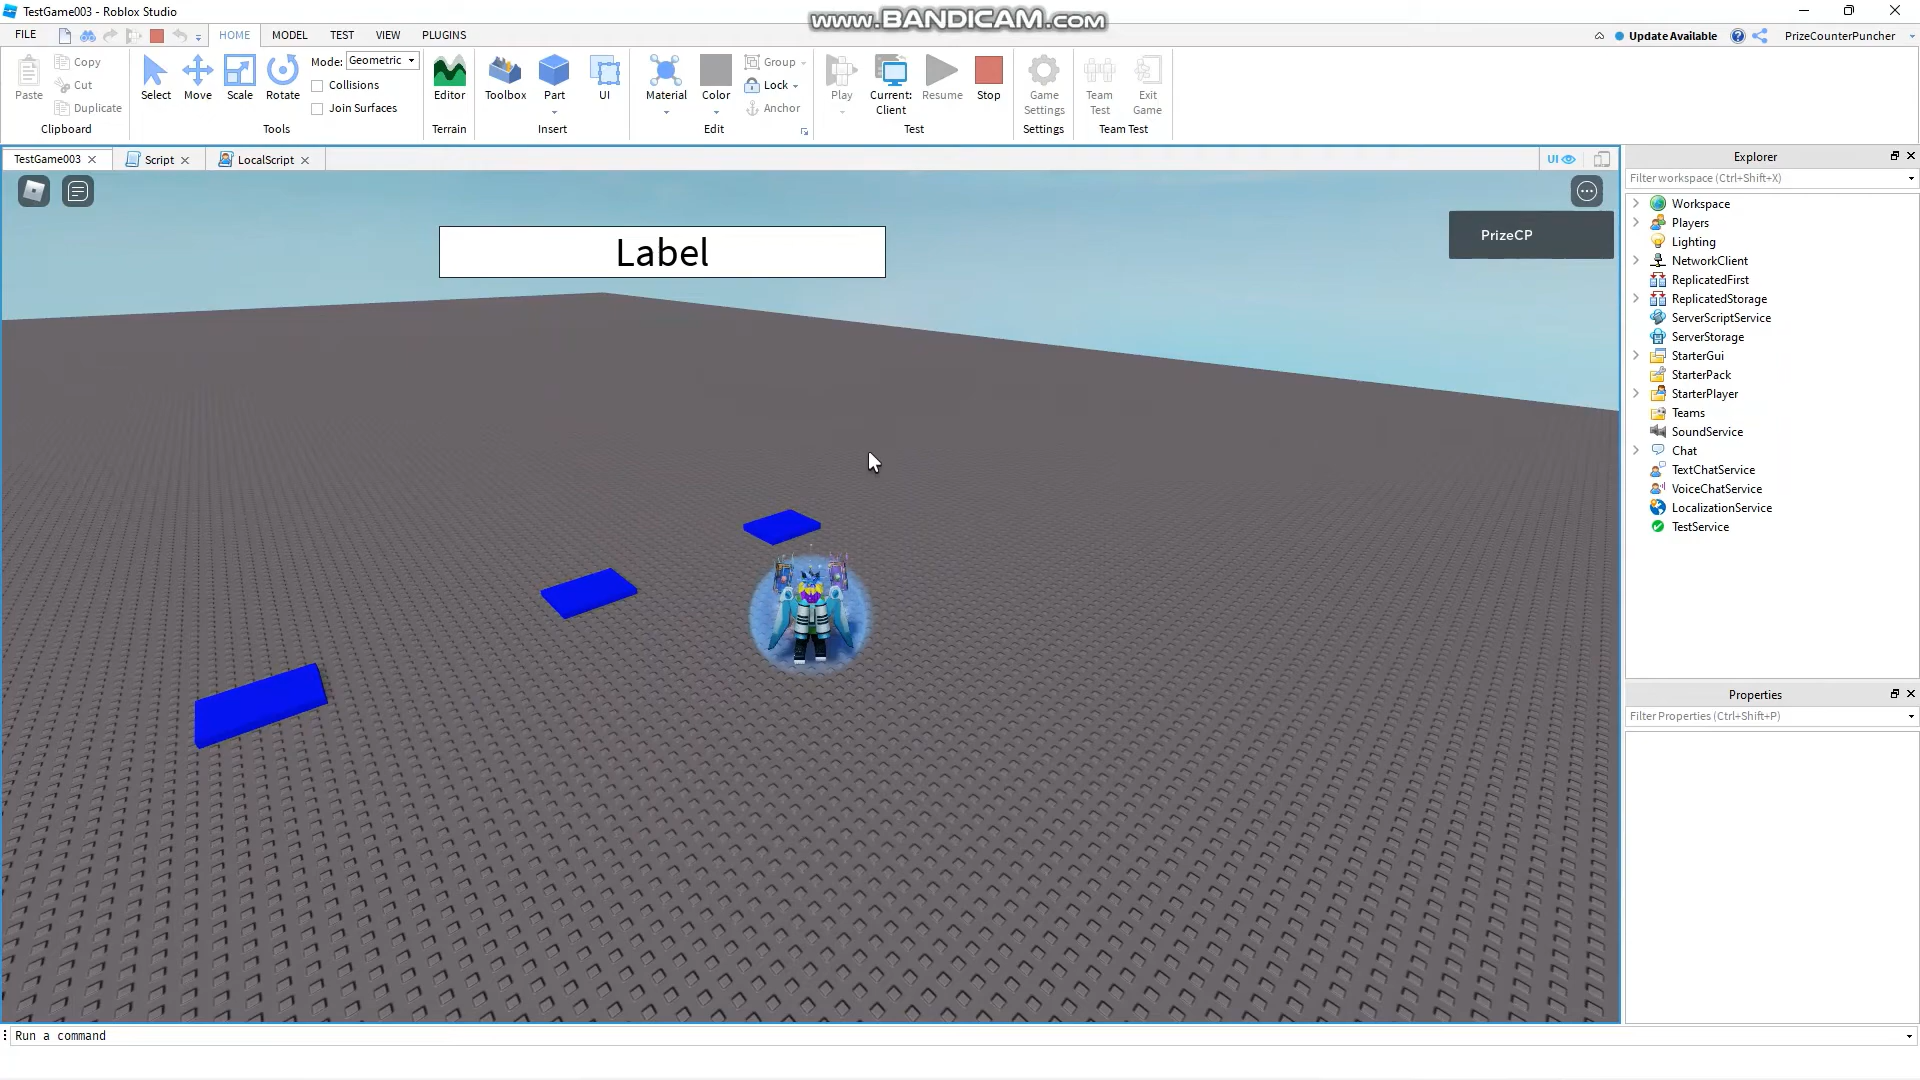 TestGame003 - Roblox Studio
www.BANDICAM.com
FILE
HOME
MODEL
TEST
VIEW
PLUGINS
Update Available
PrizeCounterPuncher
Paste
Copy
Cut
Duplicate
Clipboard
Select
Move
Scale
Rotate
Mode: Geometric
Collisions
Join Surfaces
Tools
Editor
Terrain
Toolbox
Part
UI
Insert
Material
Color
Group
Lock
Anchor
Edit
Play
Current:
Client
Resume
Stop
Test
Game
Settings
Settings
Team
Test
Exit
Game
Team Test
TestGame003
Script
LocalScript
UI
Label
PrizeCP
Explorer
Filter workspace (Ctrl+Shift+X)
Workspace
Players
Lighting
NetworkClient
ReplicatedFirst
ReplicatedStorage
ServerScriptService
ServerStorage
StarterGui
StarterPack
StarterPlayer
Teams
SoundService
Chat
TextChatService
VoiceChatService
LocalizationService
TestService
Properties
Filter Properties (Ctrl+Shift+P)
Run a command